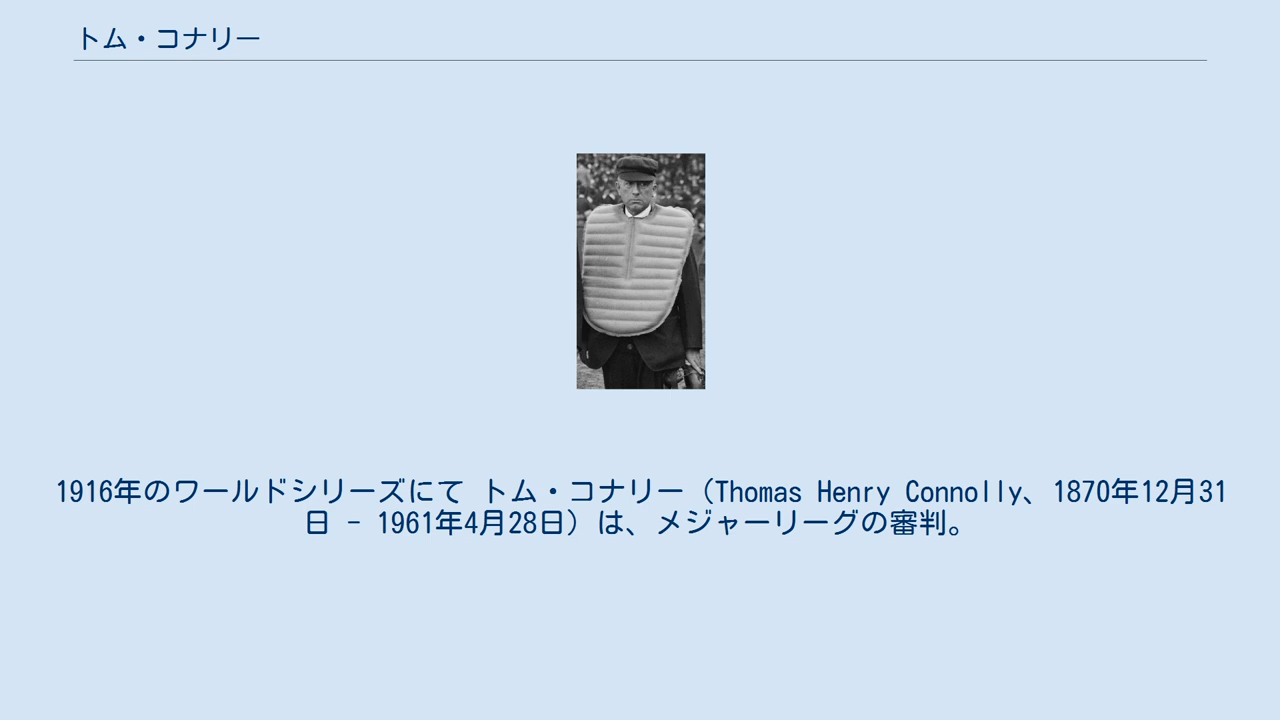 トム・コナリー
1916年のワールドシリーズにて トム・コナリー（Thomas Henry Connolly、1870年12月31
日 - 1961年4月28日）は、メジャーリーグの審判。